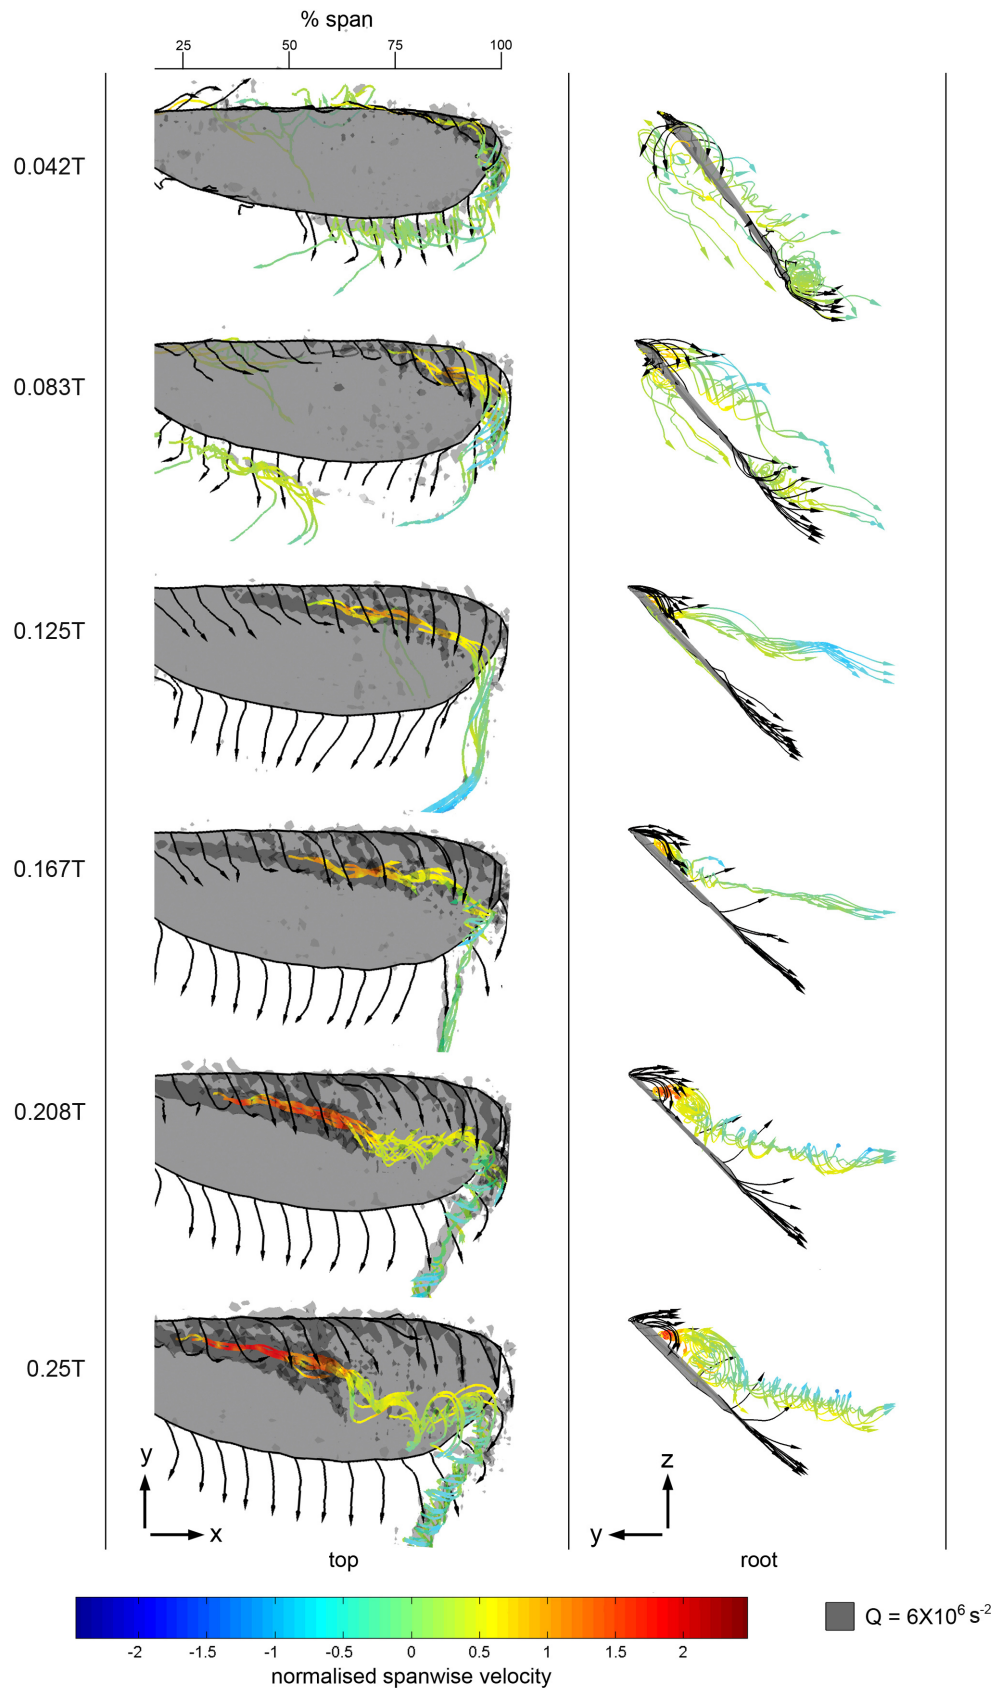 % span
25 50 75 100
0.042T
0.083T
0.125T
0.167T
0.208T
0.25T
y
x
z
y
top
root
-2 -1.5 -1 -0.5 0 0.5 1 1.5 2
normalised spanwise velocity
Q = 6X10⁶ s⁻²